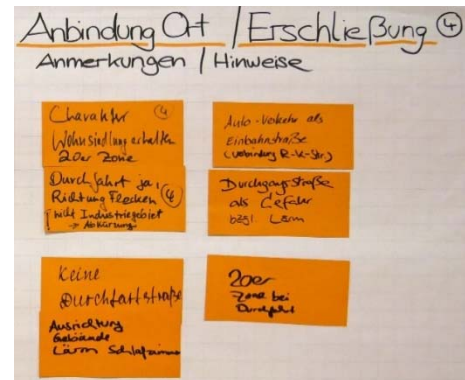 Anbindung Ort / Erschließung ④
Anmerkungen / Hinweise
Charakter ④
Wohnsiedlung erhalten
20er Zone
Durchfahrt ja,
Richtung Flecken ④
nicht Industriegebiet
→ Abkürzung
Keine
Durchfartstraße
Ausrichtung
Gebäude
Lärm Schlafzimmer
Auto-Verkehr als
Einbahnstraße
(Verbindung R.-K.-Str.)
Durchgangsstraße
als Gefahr
bzgl. Lärm
20er
Zone bei
Durchfahrt